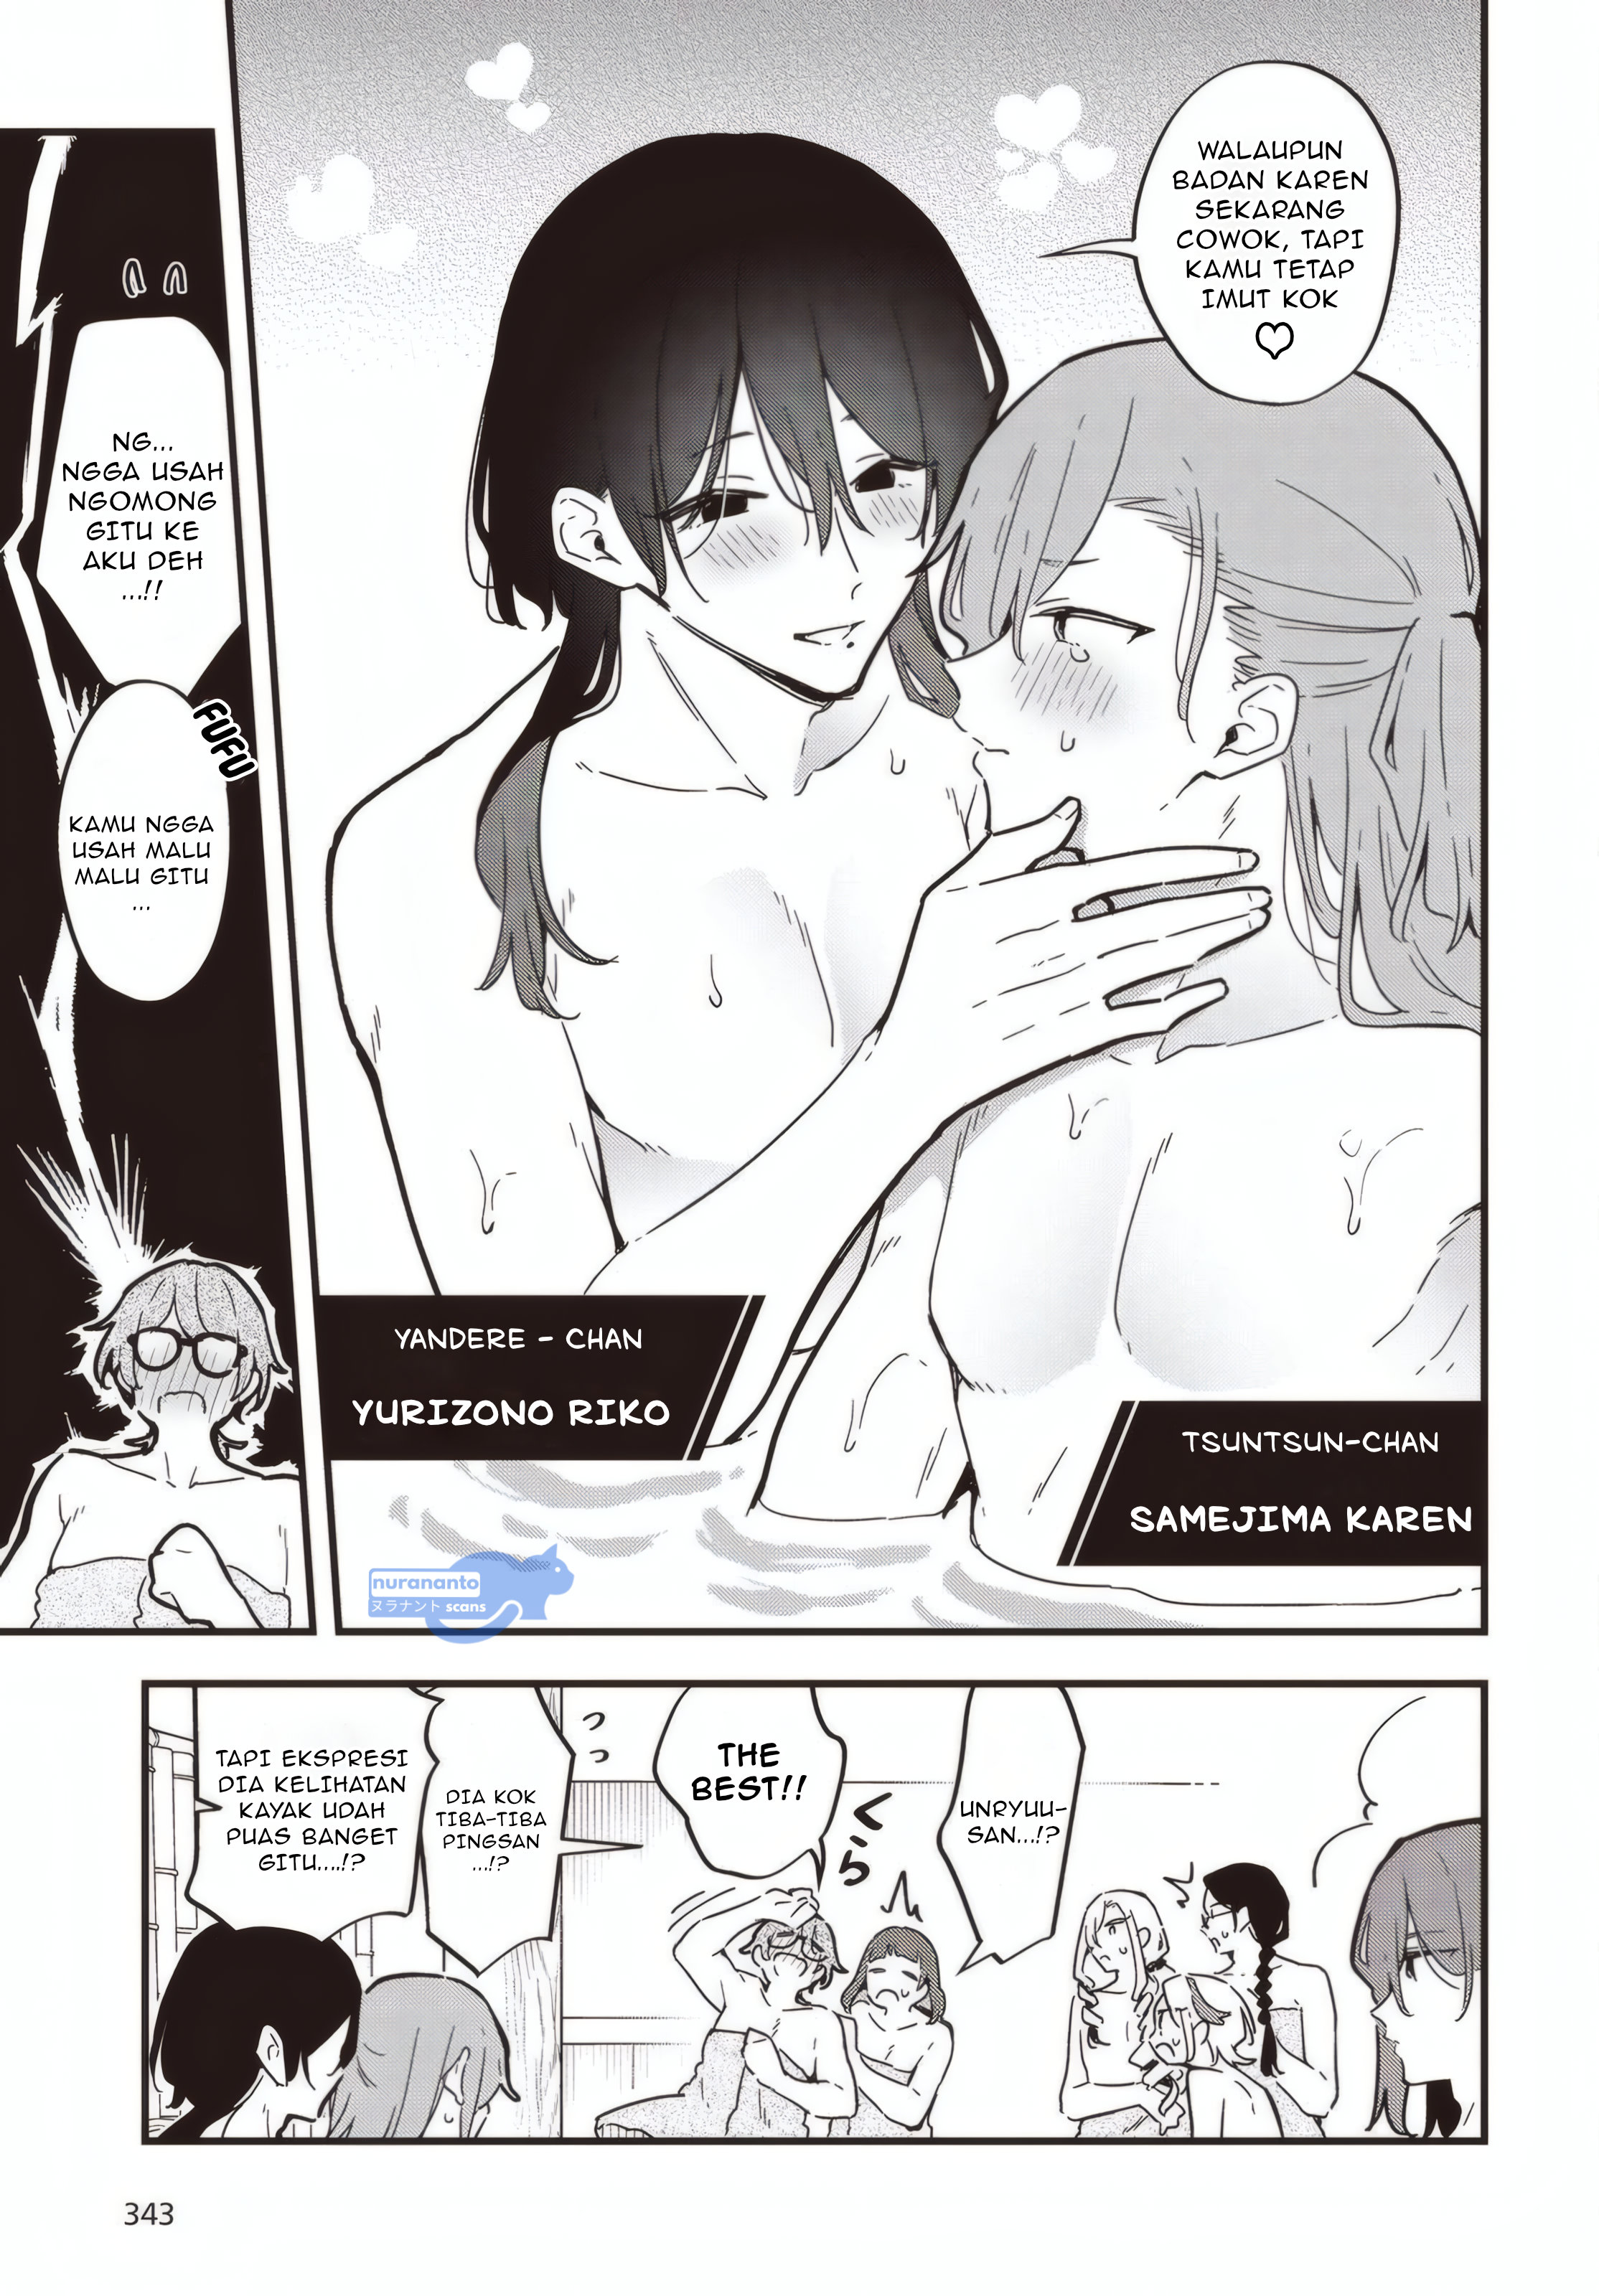 WALAUPUN
BADAN KAREN
SEKARANG
COWOK, TAPI
KAMU TETAP
IMUT KOK
♡
YANDERE - CHAN
YURIZONO RIKO
TSUNTSUN-CHAN
SAMEJIMA KAREN
NG...
NGGA USAH
NGOMONG
GITU KE
AKU DEH
...!!
FUFU
KAMU NGGA
USAH MALU
MALU GITU
...
nurananto
ヌラナント scans
UNRYUU-
SAN...!?
THE
BEST!!
くら
っっ
DIA KOK
TIBA-TIBA
PINGSAN
...!?
TAPI EKSPRESI
DIA KELIHATAN
KAYAK UDAH
PUAS BANGET
GITU....!?
343